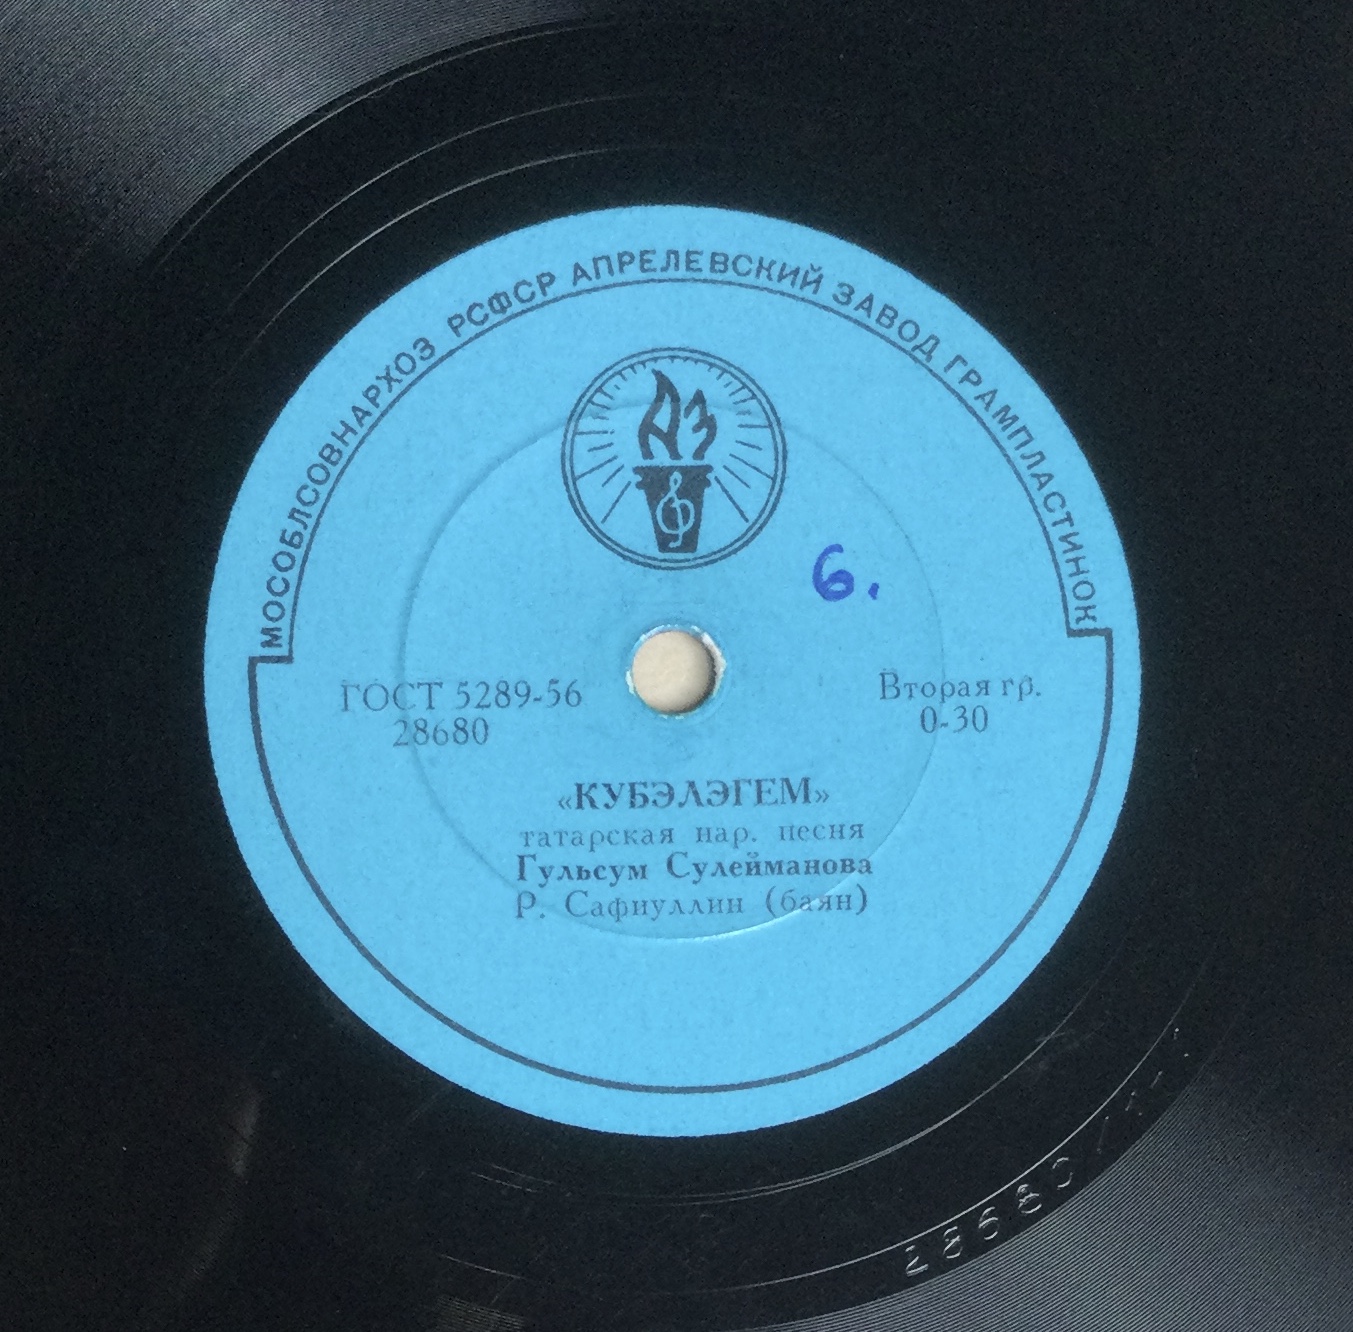 МОСОБЛСОВНАРХОЗ РСФСР АПРЕЛЕВСКИЙ ЗАВОД ГРАМПЛАСТИНОК
АЗ
6.
ГОСТ 5289-56
28680
Вторая гр.
0-30
«КУБЭЛЭГЕМ»
татарская нар. песня
Гульсум Сулейманова
Р. Сафиуллин (баян)
28680